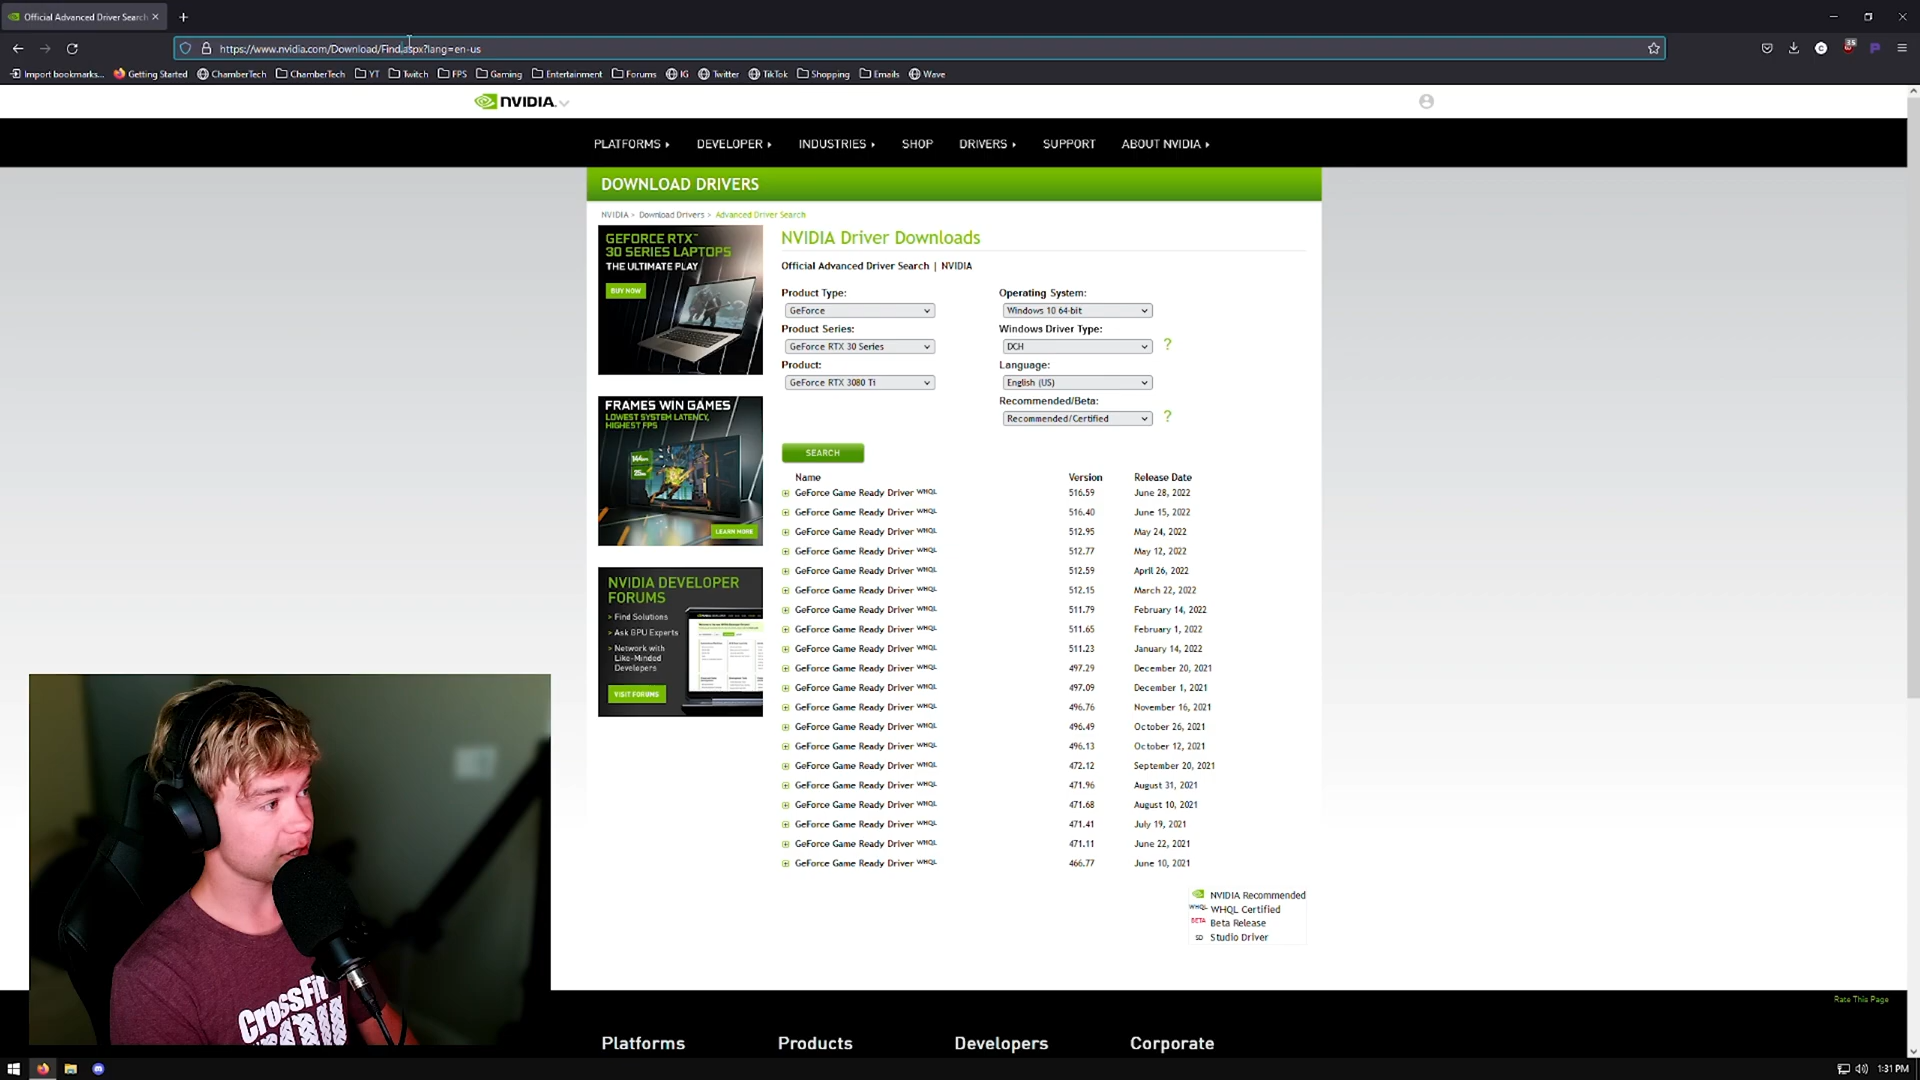 Official Advanced Driver Search
https://www.nvidia.com/Download/Find.aspx?lang=en-us
35
Import bookmarks... Getting Started ChamberTech ChamberTech YT Twitch FPS Gaming Entertainment Forums IG Twitter TikTok Shopping Emails Wave
NVIDIA.
PLATFORMS DEVELOPER INDUSTRIES SHOP DRIVERS SUPPORT ABOUT NVIDIA
DOWNLOAD DRIVERS
NVIDIA > Download Drivers > Advanced Driver Search
GEFORCE RTX™
30 SERIES LAPTOPS
THE ULTIMATE PLAY
BUY NOW
FRAMES WIN GAMES
LOWEST SYSTEM LATENCY,
HIGHEST FPS
LEARN MORE
NVIDIA DEVELOPER
FORUMS
> Find Solutions
> Ask GPU Experts
> Network with
Like-Minded
Developers
VISIT FORUMS
NVIDIA Driver Downloads
Official Advanced Driver Search | NVIDIA
Product Type: Operating System:
GeForce Windows 10 64-bit
Product Series: Windows Driver Type:
GeForce RTX 30 Series DCH ?
Product: Language:
GeForce RTX 3080 Ti English (US)
Recommended/Beta:
Recommended/Certified ?
SEARCH
Name Version Release Date
GeForce Game Ready Driver WHQL 516.59 June 28, 2022
GeForce Game Ready Driver WHQL 516.40 June 15, 2022
GeForce Game Ready Driver WHQL 512.95 May 24, 2022
GeForce Game Ready Driver WHQL 512.77 May 12, 2022
GeForce Game Ready Driver WHQL 512.59 April 26, 2022
GeForce Game Ready Driver WHQL 512.15 March 22, 2022
GeForce Game Ready Driver WHQL 511.79 February 14, 2022
GeForce Game Ready Driver WHQL 511.65 February 1, 2022
GeForce Game Ready Driver WHQL 511.23 January 14, 2022
GeForce Game Ready Driver WHQL 497.29 December 20, 2021
GeForce Game Ready Driver WHQL 497.09 December 1, 2021
GeForce Game Ready Driver WHQL 496.76 November 16, 2021
GeForce Game Ready Driver WHQL 496.49 October 26, 2021
GeForce Game Ready Driver WHQL 496.13 October 12, 2021
GeForce Game Ready Driver WHQL 472.12 September 20, 2021
GeForce Game Ready Driver WHQL 471.96 August 31, 2021
GeForce Game Ready Driver WHQL 471.68 August 10, 2021
GeForce Game Ready Driver WHQL 471.41 July 19, 2021
GeForce Game Ready Driver WHQL 471.11 June 22, 2021
GeForce Game Ready Driver WHQL 466.77 June 10, 2021
NVIDIA Recommended
WHQL WHQL Certified
BETA Beta Release
SD Studio Driver
CrossFit
Rate This Page
Platforms Products Developers Corporate
1:31 PM